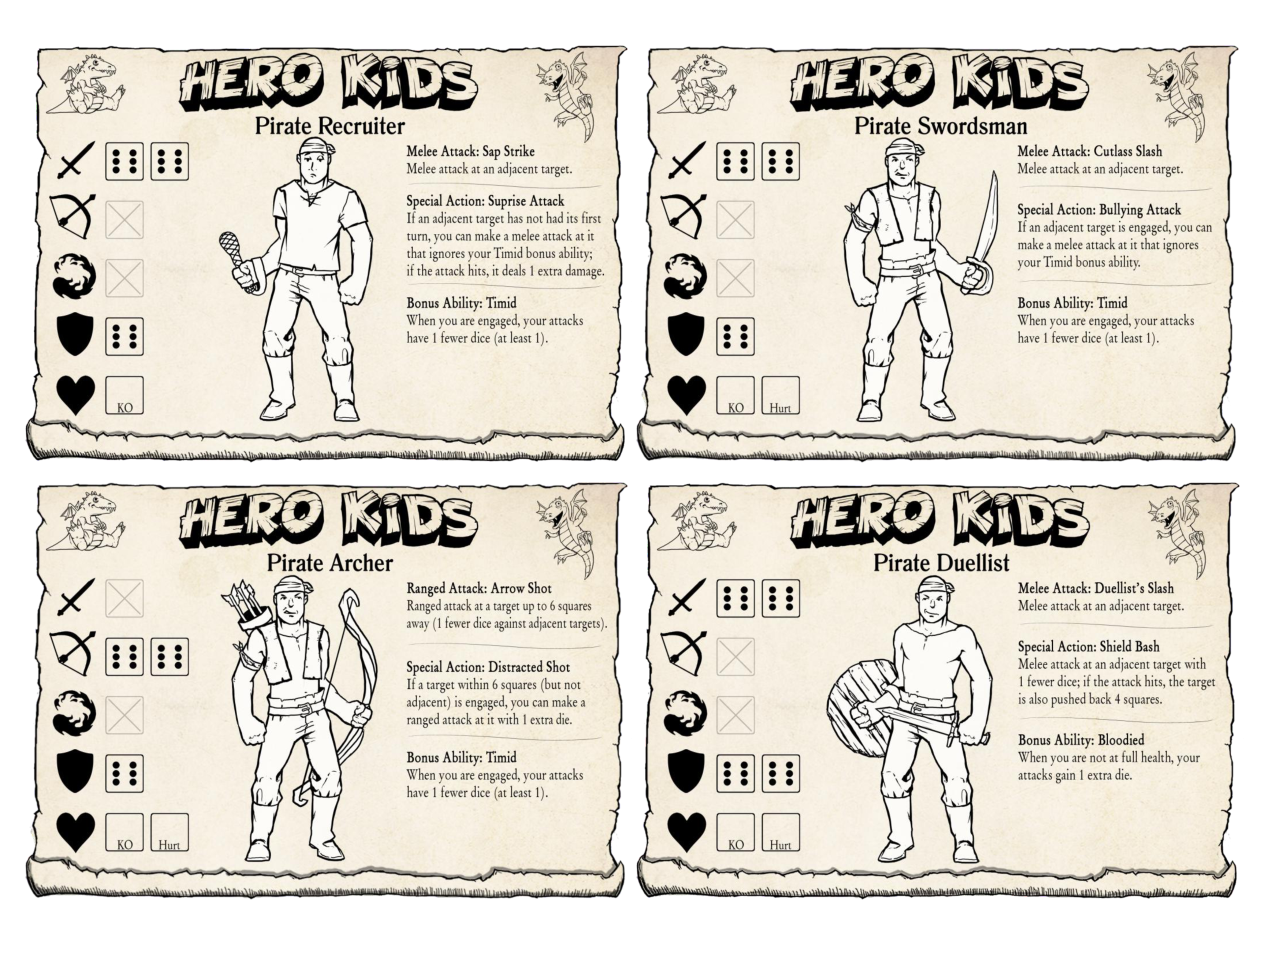 HERO KiDS
Pirate Recruiter
Melee Attack: Sap Strike
Melee attack at an adjacent target.
Special Action: Suprise Attack
If an adjacent target has not had its first
turn, you can make a melee attack at it
that ignores your Timid bonus ability;
if the attack hits, it deals 1 extra damage.
Bonus Ability: Timid
When you are engaged, your attacks
have 1 fewer dice (at least 1).
KO
HERO KiDS
Pirate Swordsman
Melee Attack: Cutlass Slash
Melee attack at an adjacent target.
Special Action: Bullying Attack
If an adjacent target is engaged, you can
make a melee attack at it that ignores
your Timid bonus ability.
Bonus Ability: Timid
When you are engaged, your attacks
have 1 fewer dice (at least 1).
KO Hurt
HERO KiDS
Pirate Archer
Ranged Attack: Arrow Shot
Ranged attack at a target up to 6 squares
away (1 fewer dice against adjacent targets).
Special Action: Distracted Shot
If a target within 6 squares (but not
adjacent) is engaged, you can make a
ranged attack at it with 1 extra die.
Bonus Ability: Timid
When you are engaged, your attacks
have 1 fewer dice (at least 1).
KO Hurt
HERO KiDS
Pirate Duellist
Melee Attack: Duellist's Slash
Melee attack at an adjacent target.
Special Action: Shield Bash
Melee attack at an adjacent target with
1 fewer dice; if the attack hits, the target
is also pushed back 4 squares.
Bonus Ability: Bloodied
When you are not at full health, your
attacks gain 1 extra die.
KO Hurt